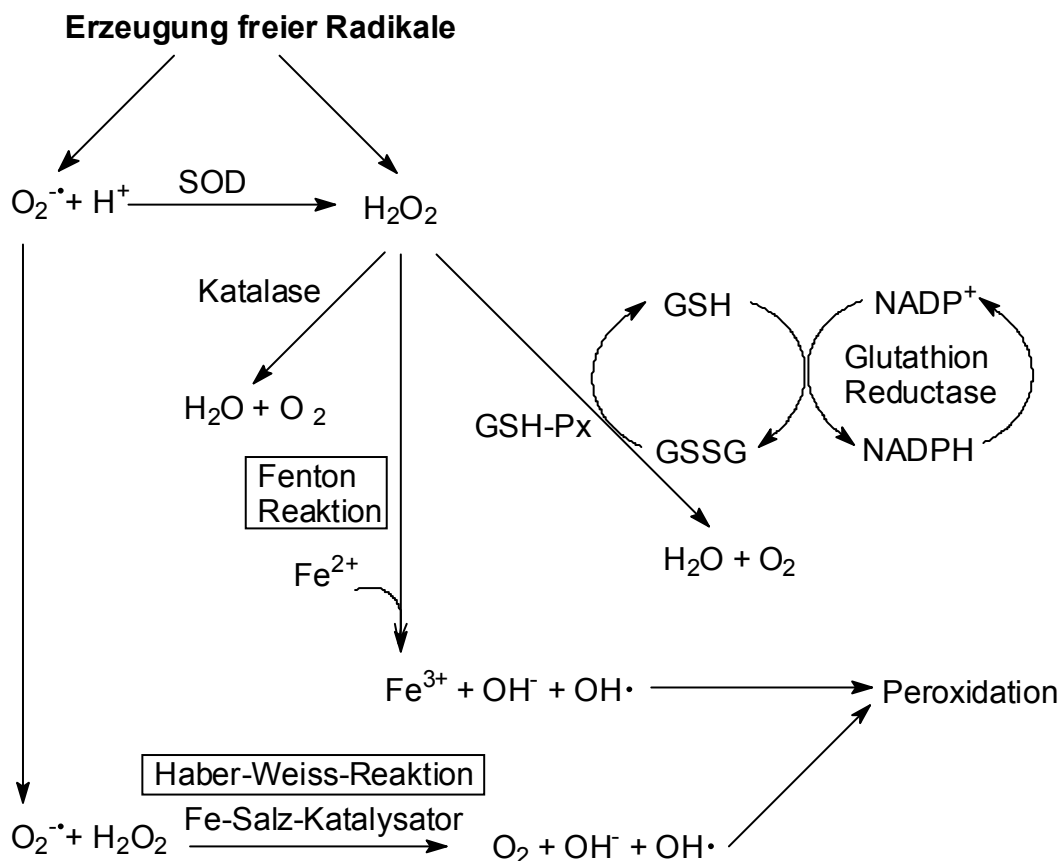 Erzeugung freier Radikale
O₂⁻• + H⁺
SOD
H₂O₂
Katalase
GSH
NADP⁺
Glutathion
Reductase
H₂O + O₂
GSH-Px
GSSG
NADPH
Fenton
Reaktion
H₂O + O₂
Fe²⁺
Fe³⁺ + OH⁻ + OH•
Peroxidation
Haber-Weiss-Reaktion
Fe-Salz-Katalysator
O₂⁻• + H₂O₂
O₂ + OH⁻ + OH•